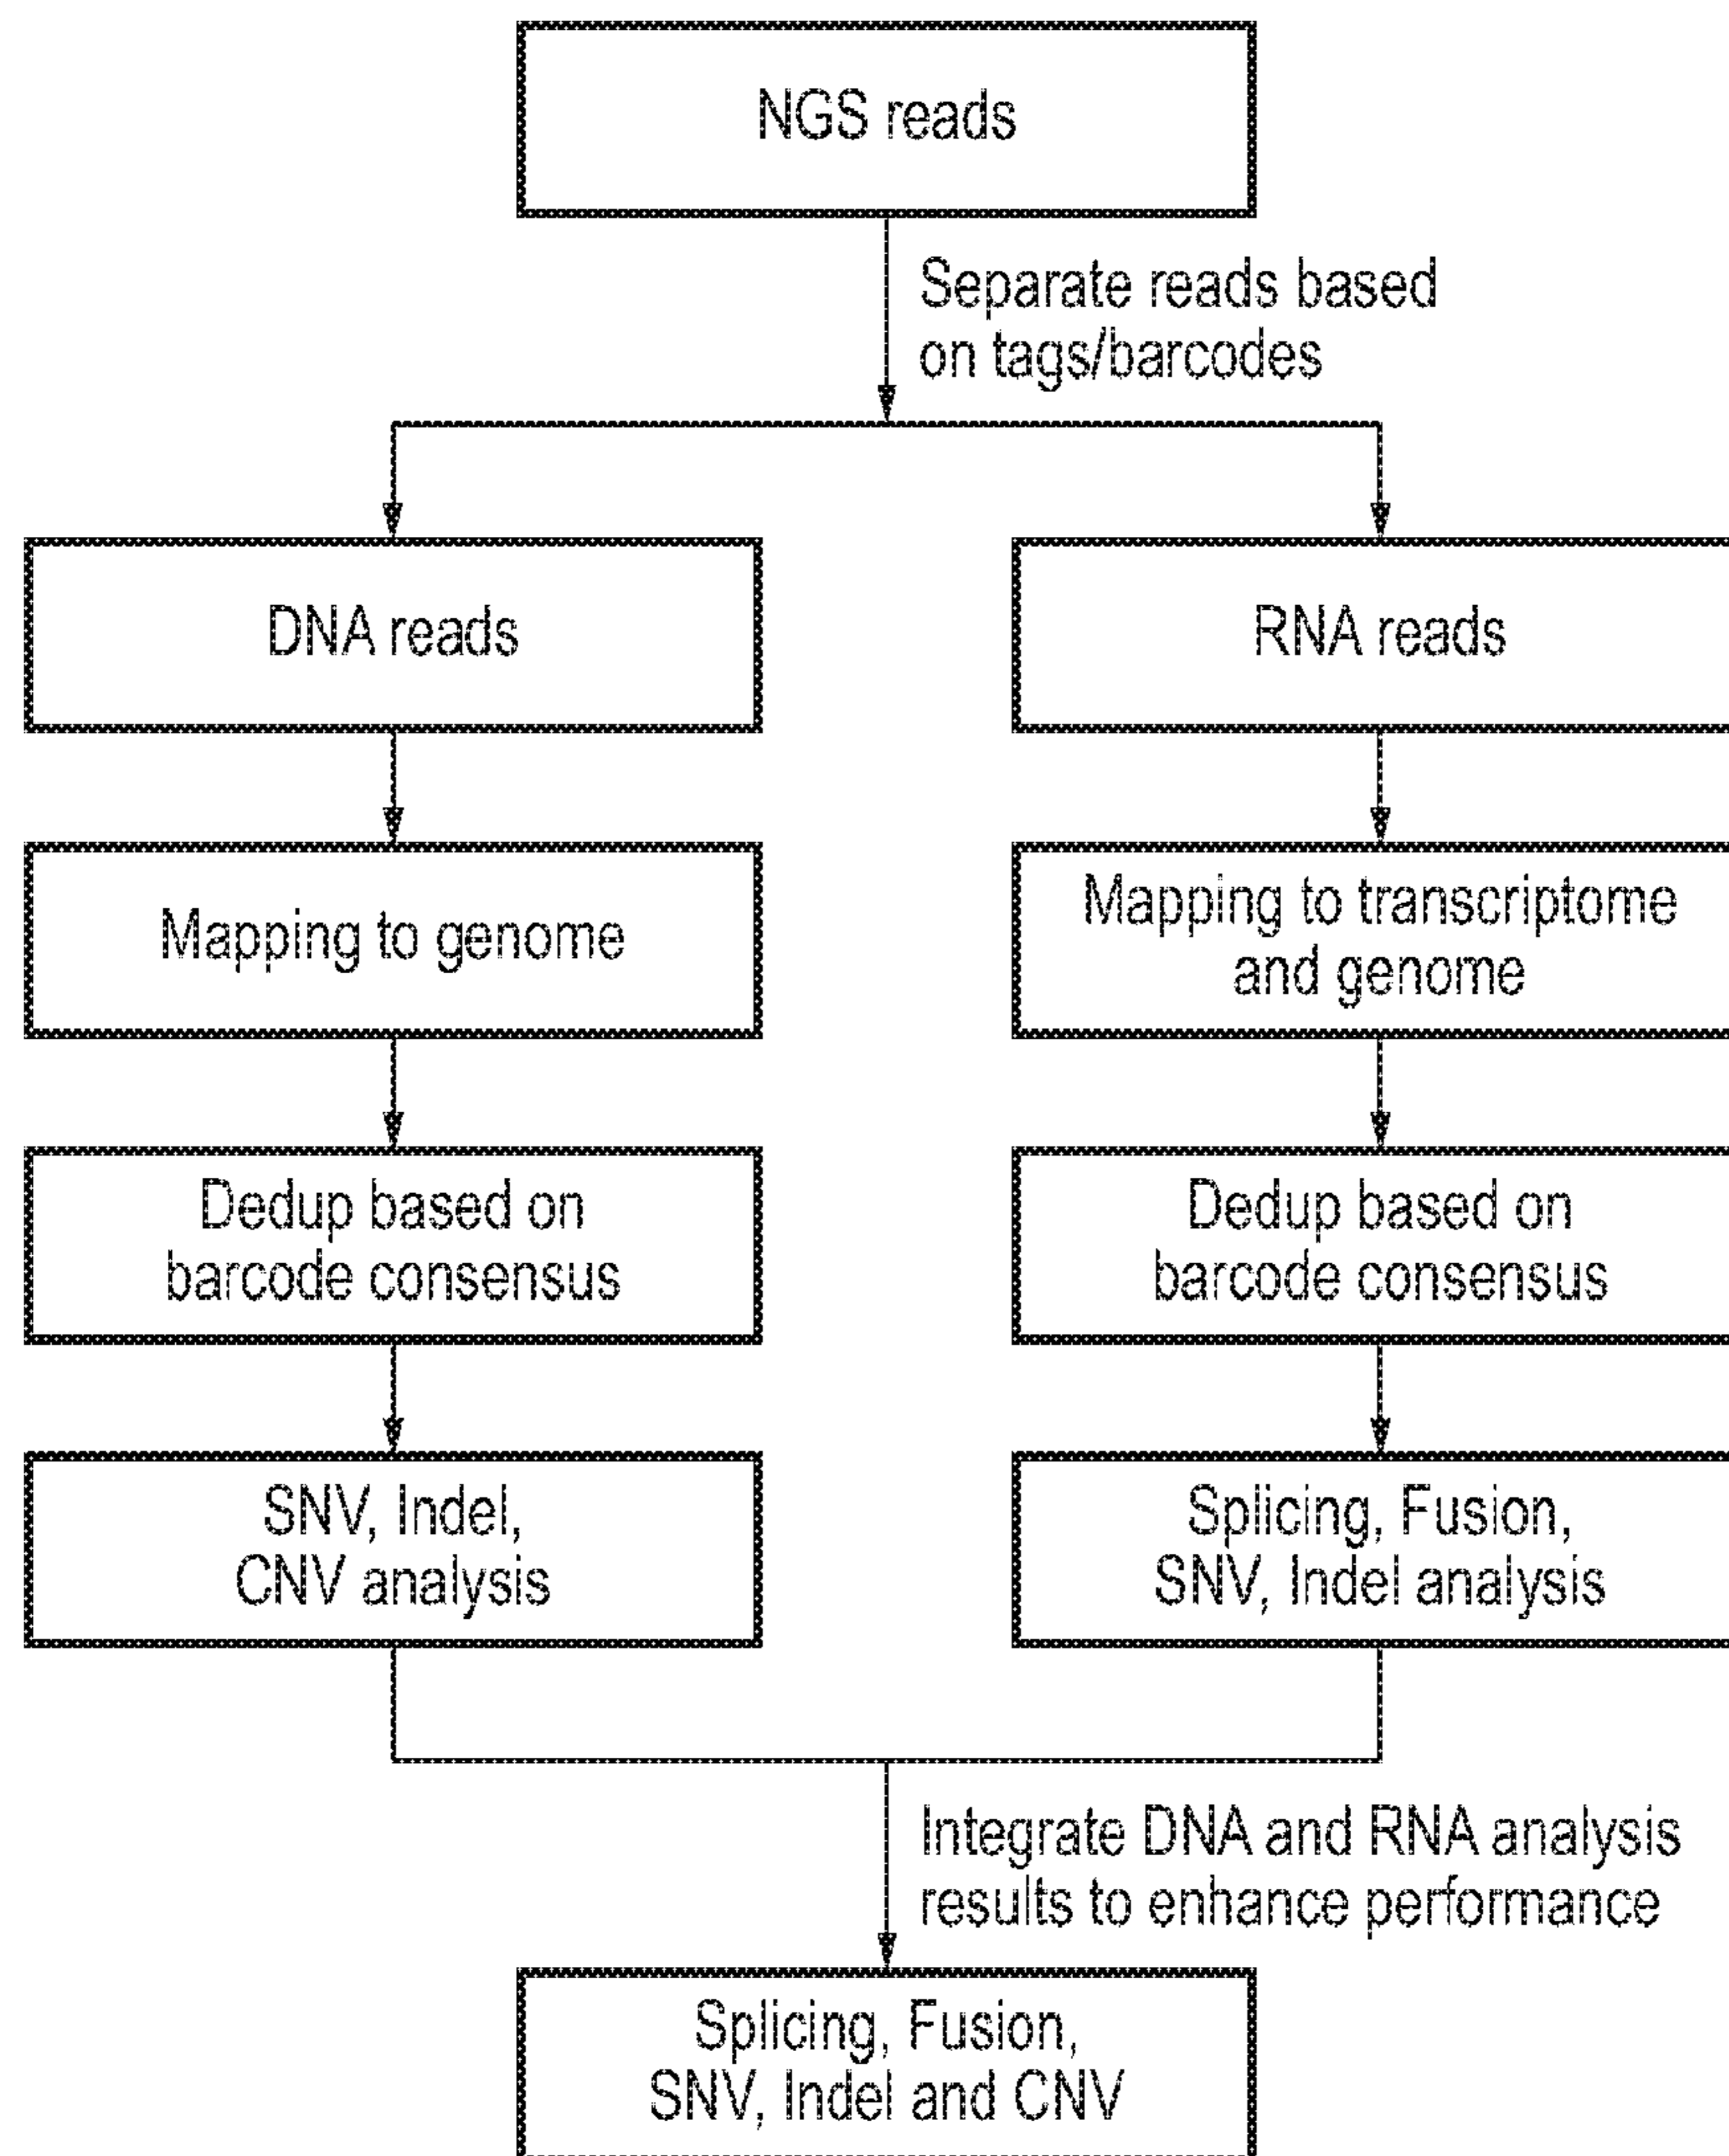 NGS reads
Separate reads based
on tags/barcodes
DNA reads
RNA reads
Mapping to genome
Mapping to transcriptome
and genome
Dedup based on
barcode consensus
Dedup based on
barcode consensus
SNV, Indel,
CNV analysis
Splicing, Fusion,
SNV, Indel analysis
Integrate DNA and RNA analysis
results to enhance performance
Splicing, Fusion,
SNV, Indel and CNV